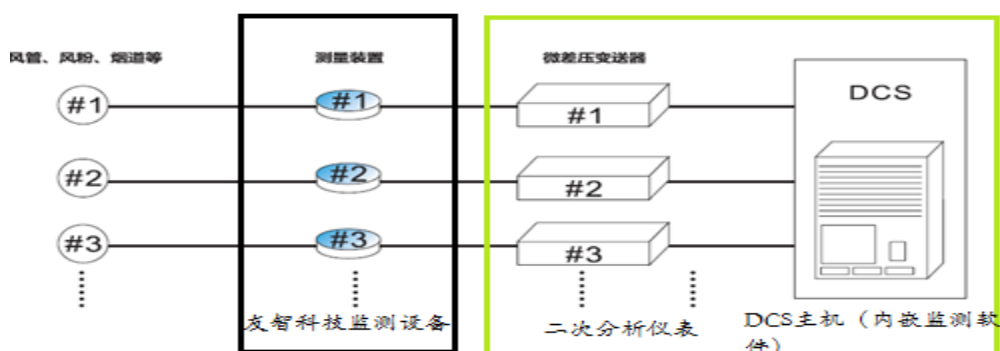 风管、风粉、烟道等
测量装置
微差压变送器
DCS
#1
#1
#1
#2
#2
#2
#3
#3
#3
友智科技监测设备
二次分析仪表
DCS主机（内嵌监测软
件）